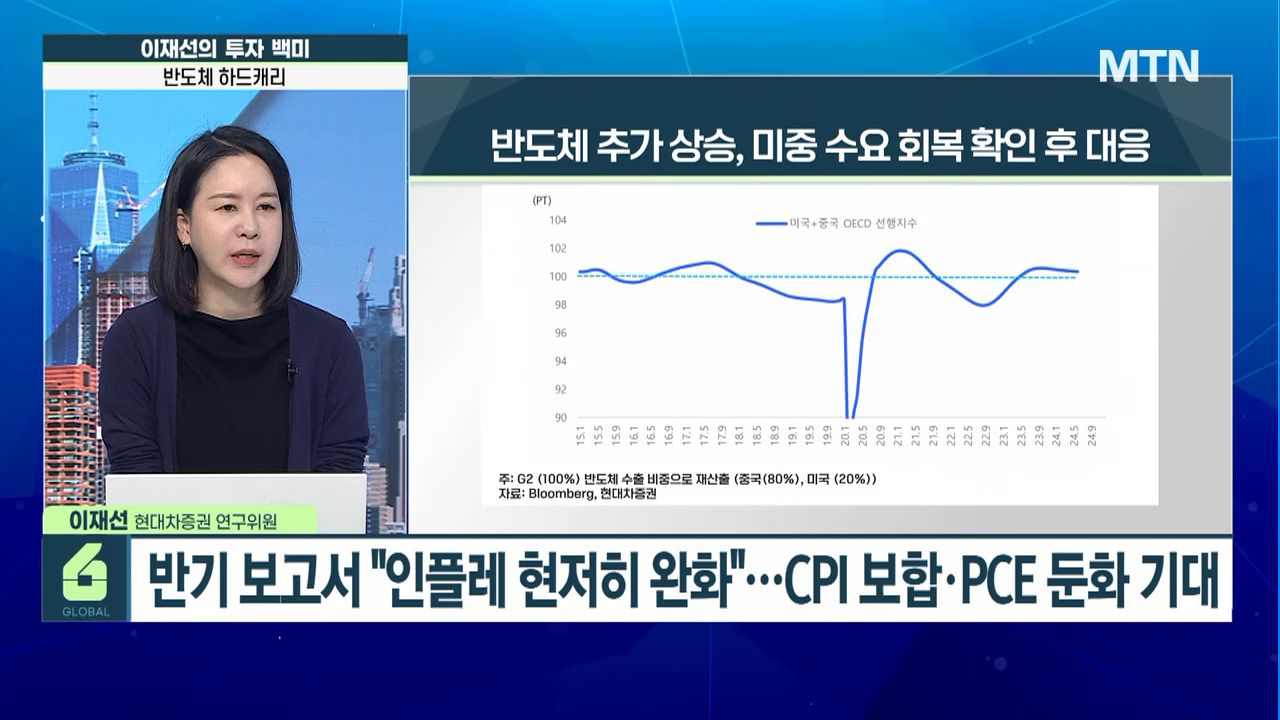 이재선의 투자 백미
반도체 하드캐리
MTN
반도체 추가 상승, 미중 수요 회복 확인 후 대응
(PT)
미국+중국 OECD 선행지수
104
102
100
98
96
94
92
90
15.1 15.5 15.9 16.1 16.5 16.9 17.1 17.5 17.9 18.1 18.5 18.9 19.1 19.5 19.9 20.1 20.5 20.9 21.1 21.5 21.9 22.1 22.5 22.9 23.1 23.5 23.9 24.1 24.5 24.9
주: G2 (100%) 반도체 수출 비중으로 재산출 (중국(80%), 미국 (20%))
자료: Bloomberg, 현대차증권
이재선 현대차증권 연구위원
6
GLOBAL
반기 보고서 "인플레 현저히 완화"…CPI 보합·PCE 둔화 기대